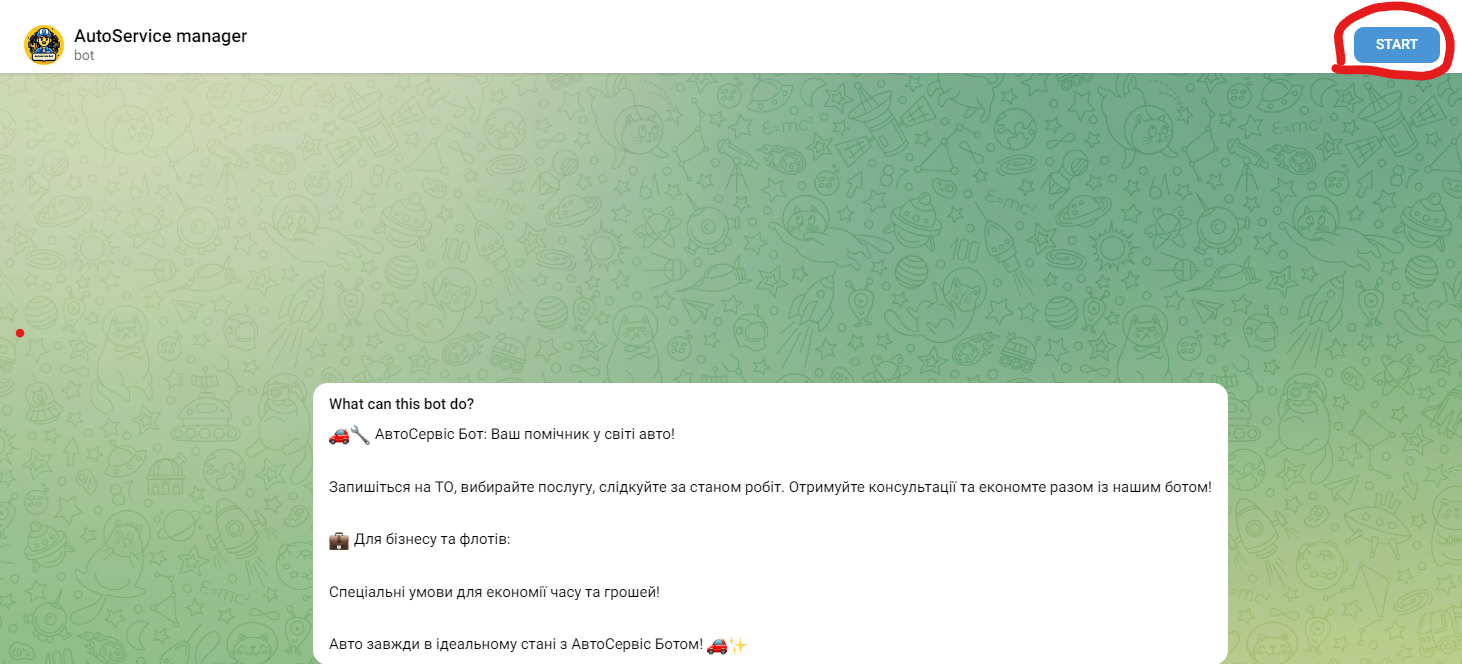 AutoService manager
bot
START
What can this bot do?
🚗🔧 АвтоСервіс Бот: Ваш помічник у світі авто!
Запишіться на ТО, вибирайте послугу, слідкуйте за станом робіт. Отримуйте консультації та економте разом із нашим ботом!
💼 Для бізнесу та флотів:
Спеціальні умови для економії часу та грошей!
Авто завжди в ідеальному стані з АвтоСервіс Ботом! 🚗✨